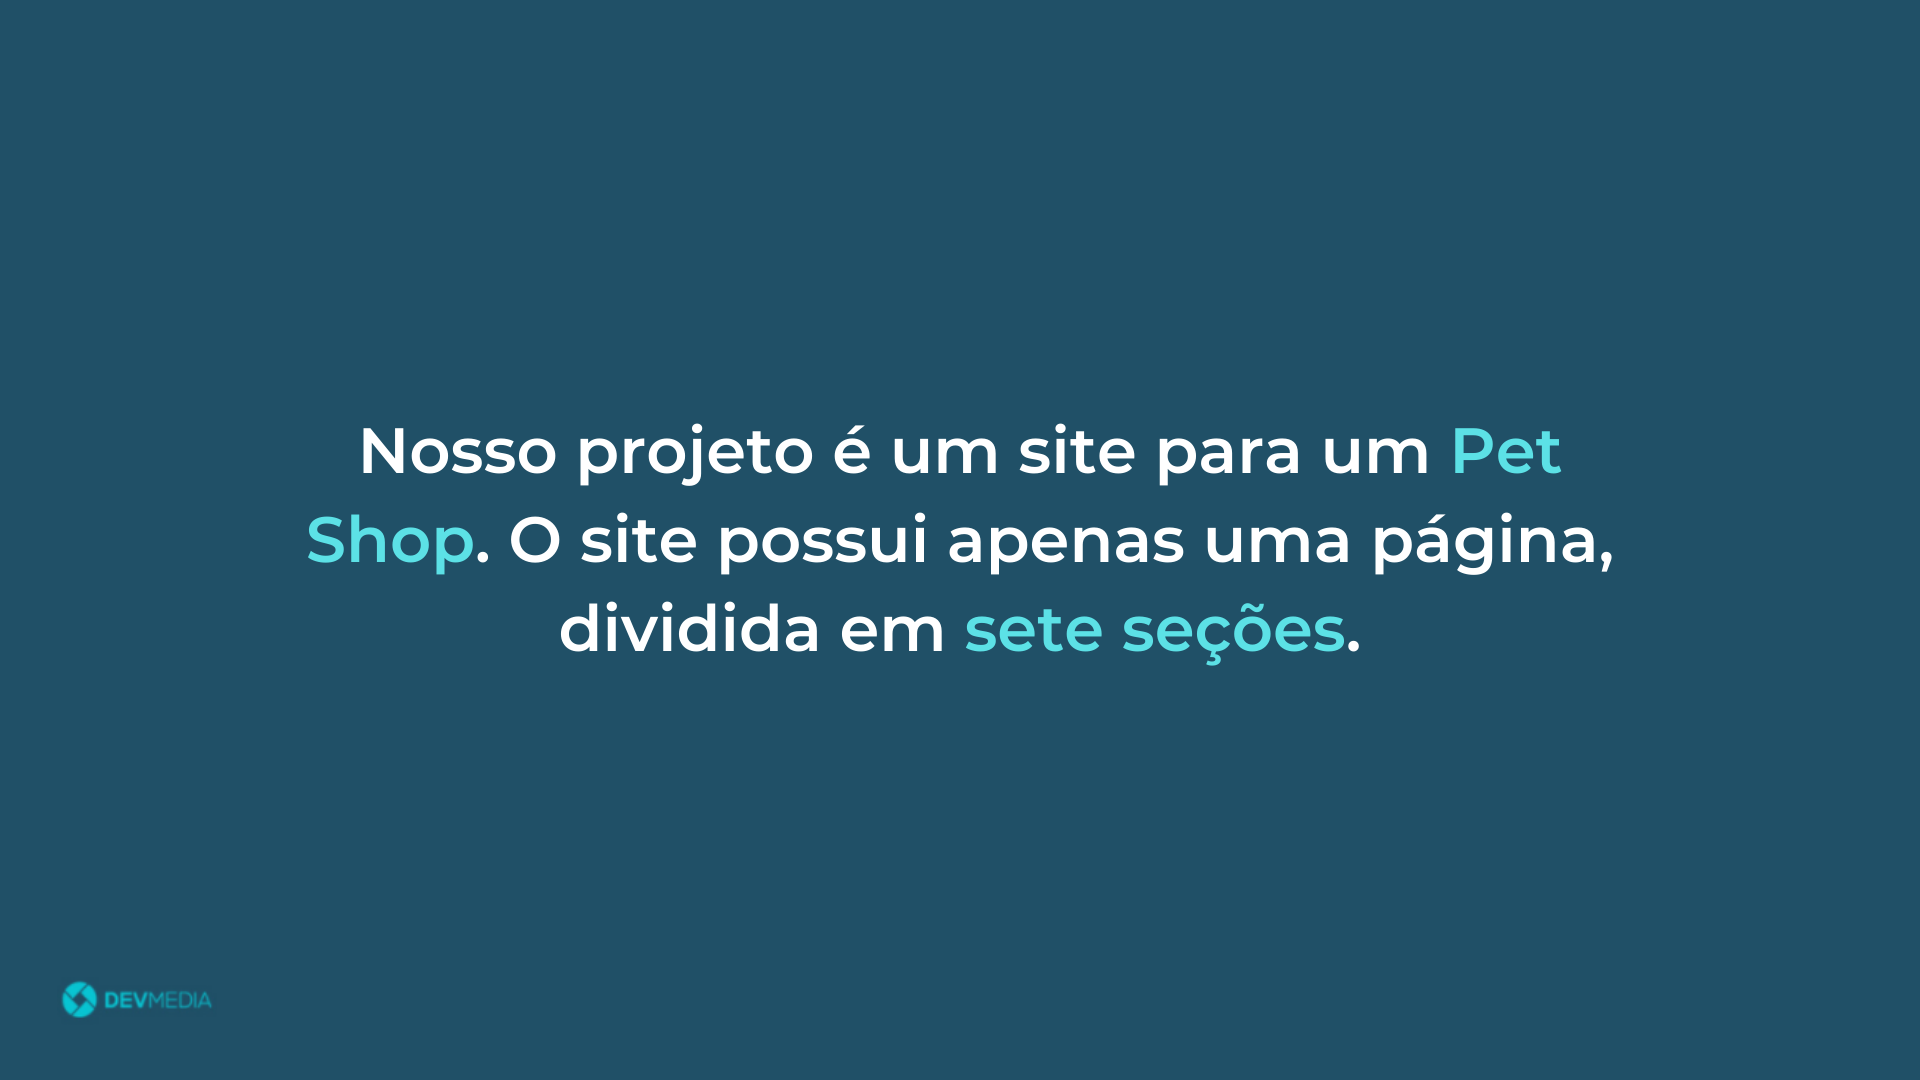 Nosso projeto é um site para um Pet
Shop. O site possui apenas uma página,
dividida em sete seções.
DEVMEDIA